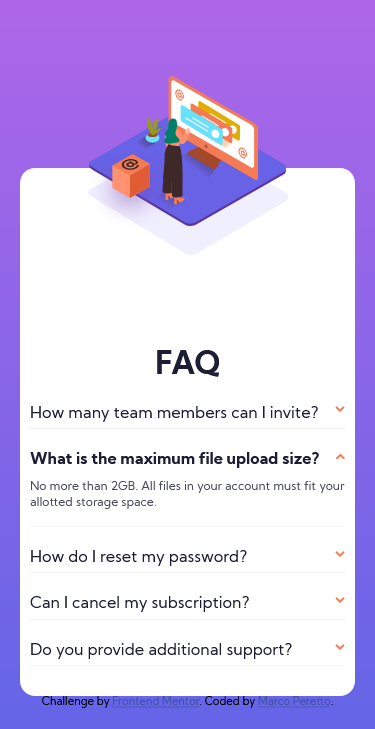 FAQ
How many team members can I invite?
What is the maximum file upload size?
No more than 2GB. All files in your account must fit your
allotted storage space.
How do I reset my password?
Can I cancel my subscription?
Do you provide additional support?
Challenge by Frontend Mentor. Coded by Marco Peretto.